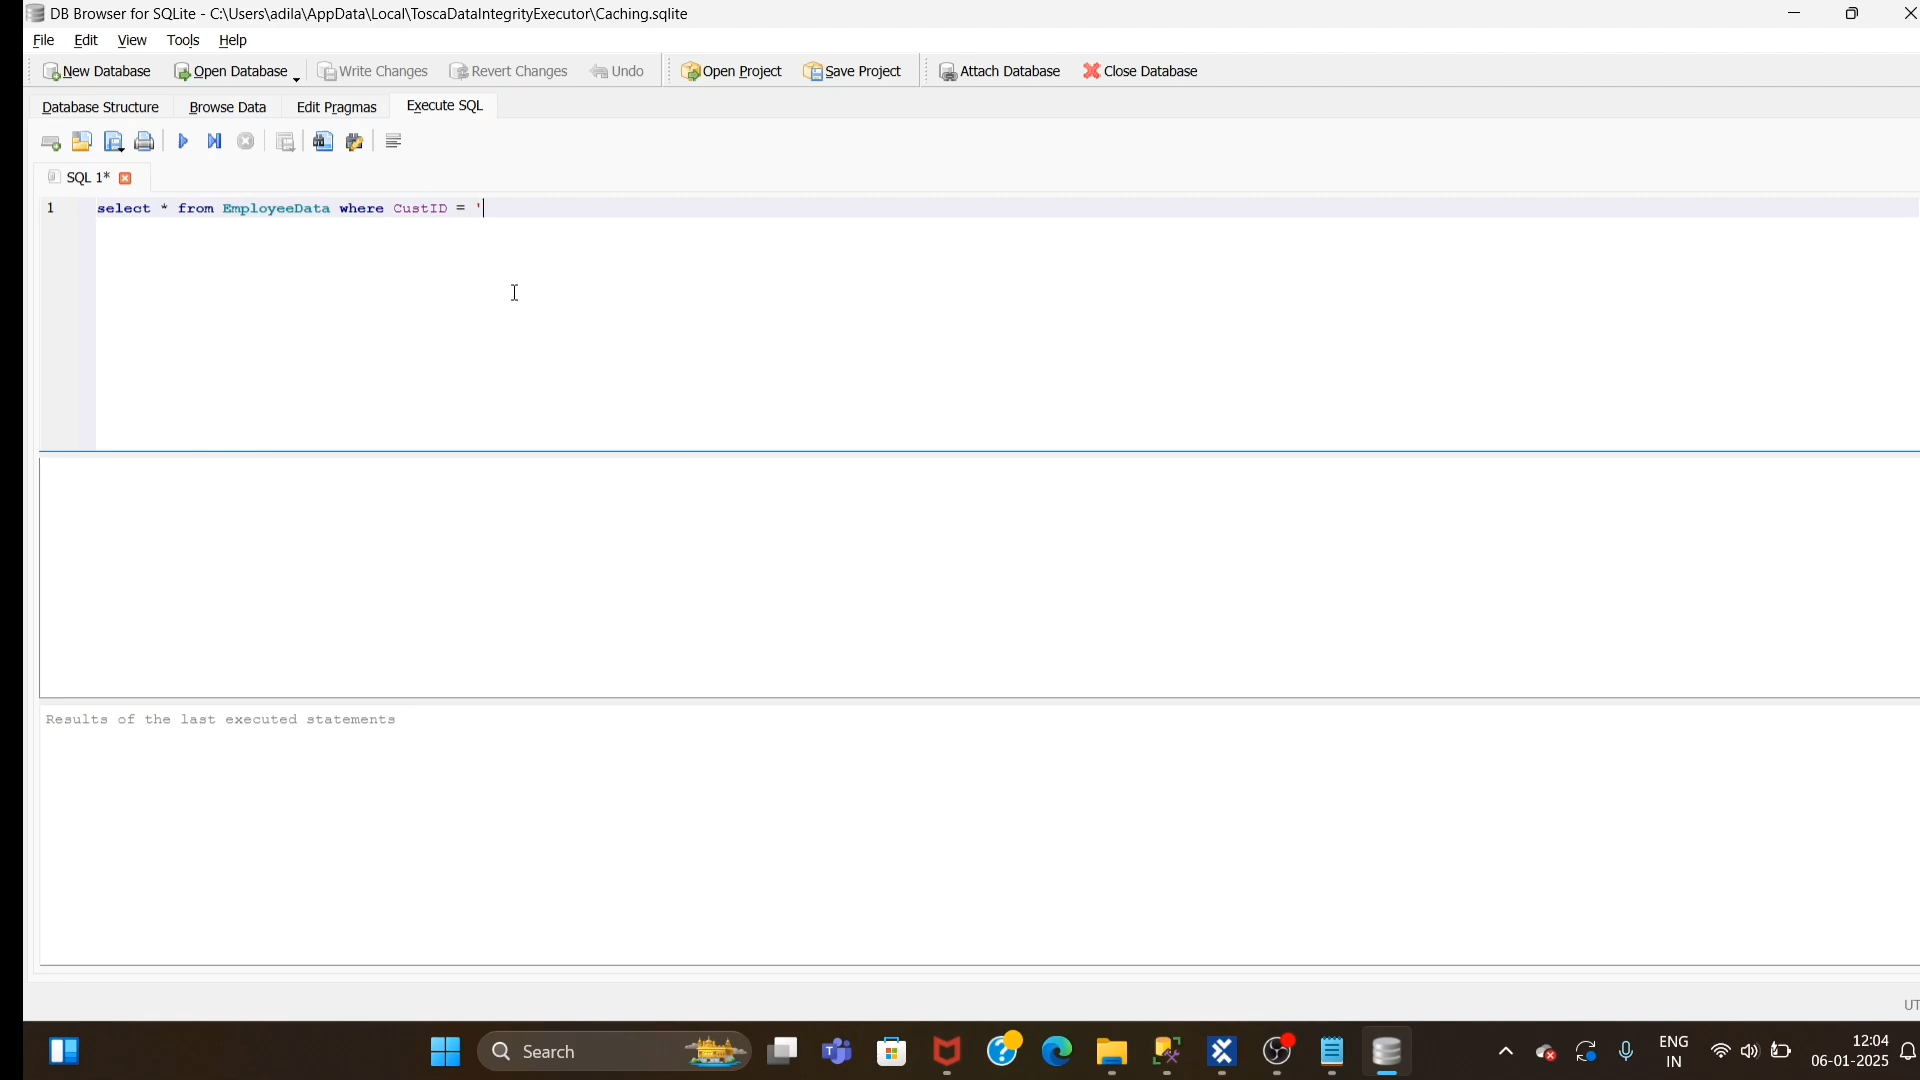 DB Browser for SQLite - C:\Users\adila\AppData\Local\ToscaDataIntegrityExecutor\Caching.sqlite
File Edit View Tools Help
New Database Open Database Write Changes Revert Changes Undo Open Project Save Project Attach Database Close Database
Database Structure Browse Data Edit Pragmas Execute SQL
SQL 1*
1 select * from EmployeeData where CustID = '
Results of the last executed statements
UT
Search
ENG
IN
12:04
06-01-2025